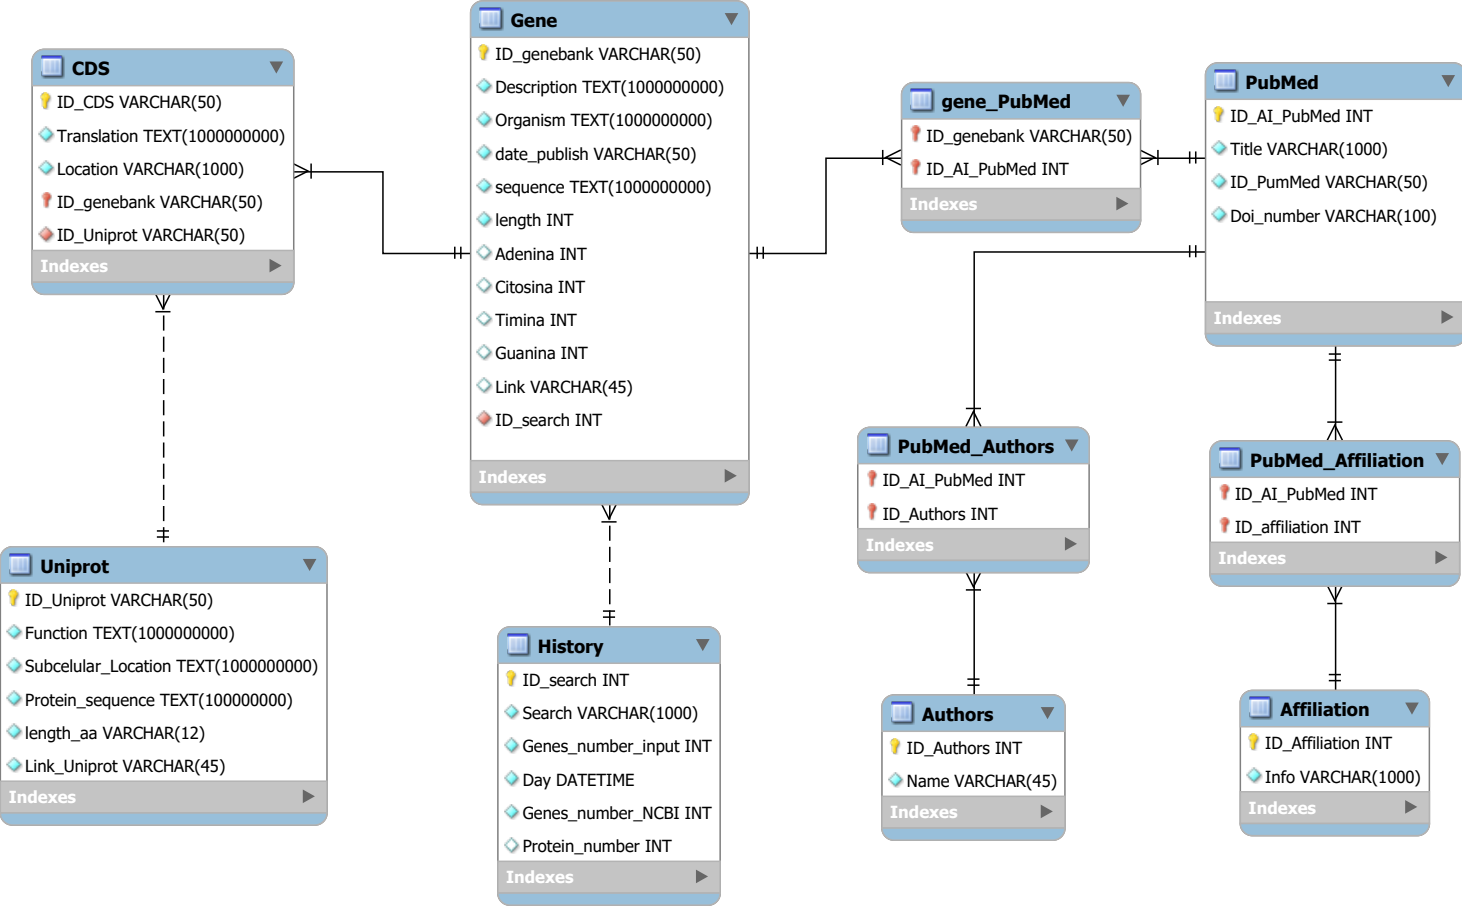 CDS
ID_CDS VARCHAR(50)
Translation TEXT(1000000000)
Location VARCHAR(1000)
ID_genebank VARCHAR(50)
ID_Uniprot VARCHAR(50)
Indexes
Gene
ID_genebank VARCHAR(50)
Description TEXT(1000000000)
Organism TEXT(1000000000)
date_publish VARCHAR(50)
sequence TEXT(1000000000)
length INT
Adenina INT
Citosina INT
Timina INT
Guanina INT
Link VARCHAR(45)
ID_search INT
Indexes
gene_PubMed
ID_genebank VARCHAR(50)
ID_AI_PubMed INT
Indexes
PubMed
ID_AI_PubMed INT
Title VARCHAR(1000)
ID_PumMed VARCHAR(50)
Doi_number VARCHAR(100)
Indexes
PubMed_Authors
ID_AI_PubMed INT
ID_Authors INT
Indexes
PubMed_Affiliation
ID_AI_PubMed INT
ID_affiliation INT
Indexes
Uniprot
ID_Uniprot VARCHAR(50)
Function TEXT(1000000000)
Subcelular_Location TEXT(1000000000)
Protein_sequence TEXT(100000000)
length_aa VARCHAR(12)
Link_Uniprot VARCHAR(45)
Indexes
History
ID_search INT
Search VARCHAR(1000)
Genes_number_input INT
Day DATETIME
Genes_number_NCBI INT
Protein_number INT
Indexes
Authors
ID_Authors INT
Name VARCHAR(45)
Indexes
Affiliation
ID_Affiliation INT
Info VARCHAR(1000)
Indexes